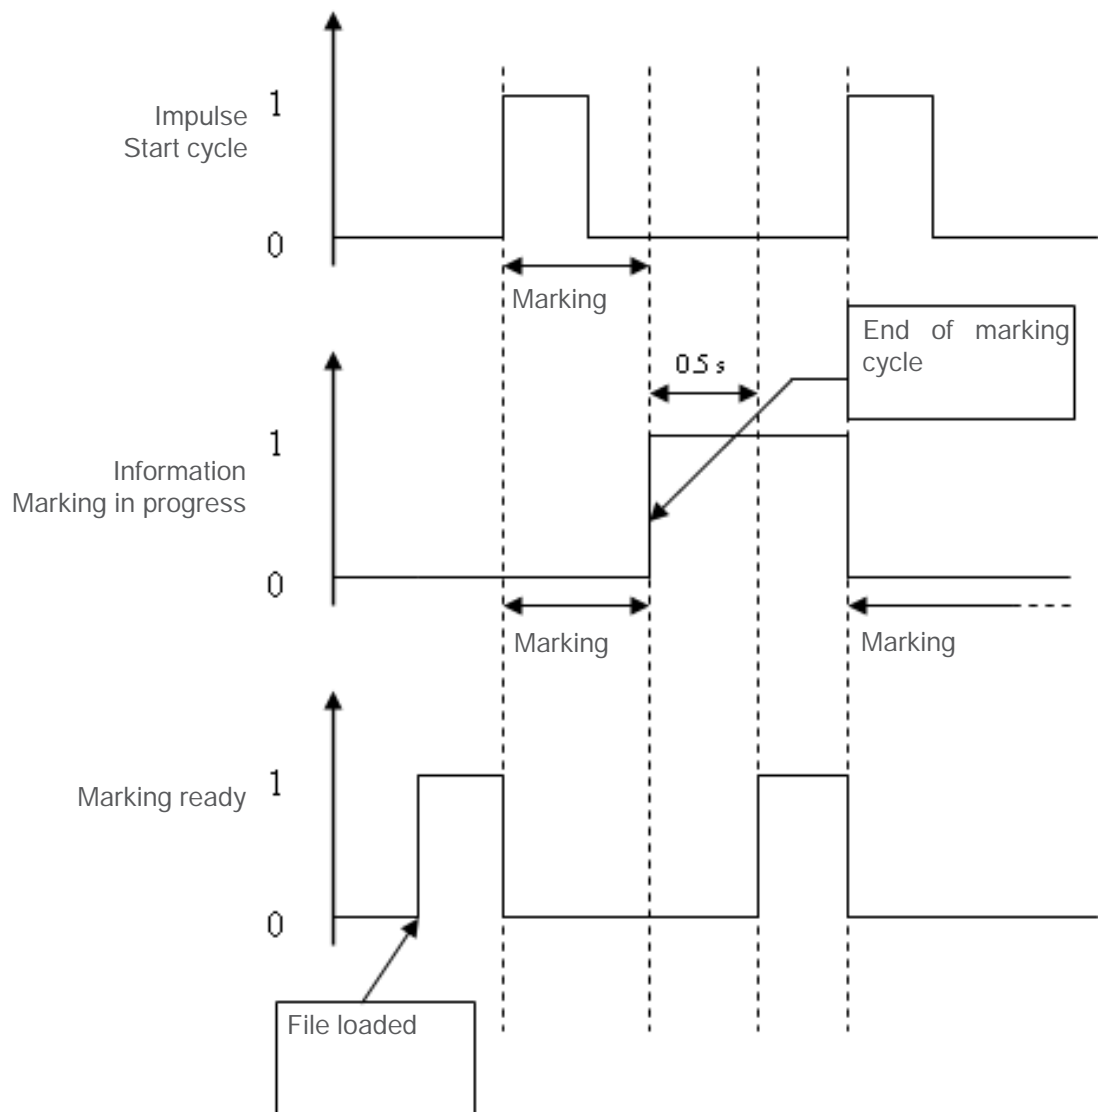 1
Impulse
Start cycle
0
Marking
End of marking
cycle
0.5 s
1
Information
Marking in progress
0
Marking
Marking
1
Marking ready
0
File loaded